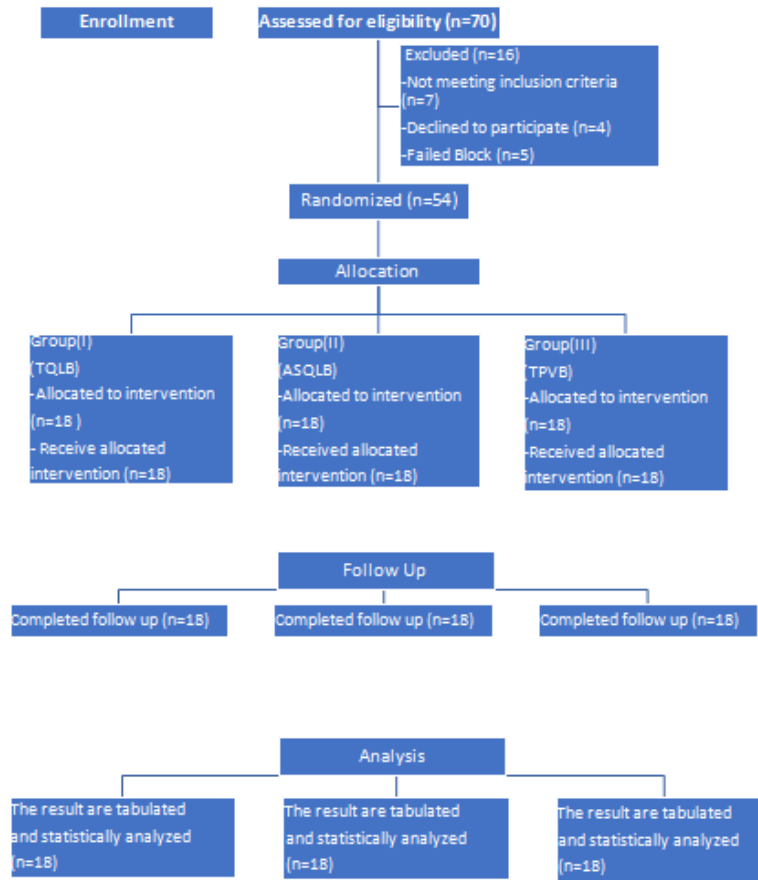 Enrollment
Assessed for eligibility (n=70)
Excluded (n=16)
-Not meeting inclusion criteria
(n=7)
-Declined to participate (n=4)
-Failed Block (n=5)
Randomized (n=54)
Allocation
Group(I)
(TQLB)
-Allocated to intervention
(n=18 )
- Receive allocated
intervention (n=18)
Group(II)
(ASQLB)
-Allocated to intervention
(n=18)
-Received allocated
intervention (n=18)
Group(III)
(TPVB)
-Allocated to intervention
(n=18)
-Received allocated
intervention (n=18)
Follow Up
Completed follow up (n=18)
Completed follow up (n=18)
Completed follow up (n=18)
Analysis
The result are tabulated
and statistically analyzed
(n=18)
The result are tabulated
and statistically analyzed
(n=18)
The result are tabulated
and statistically analyzed
(n=18)